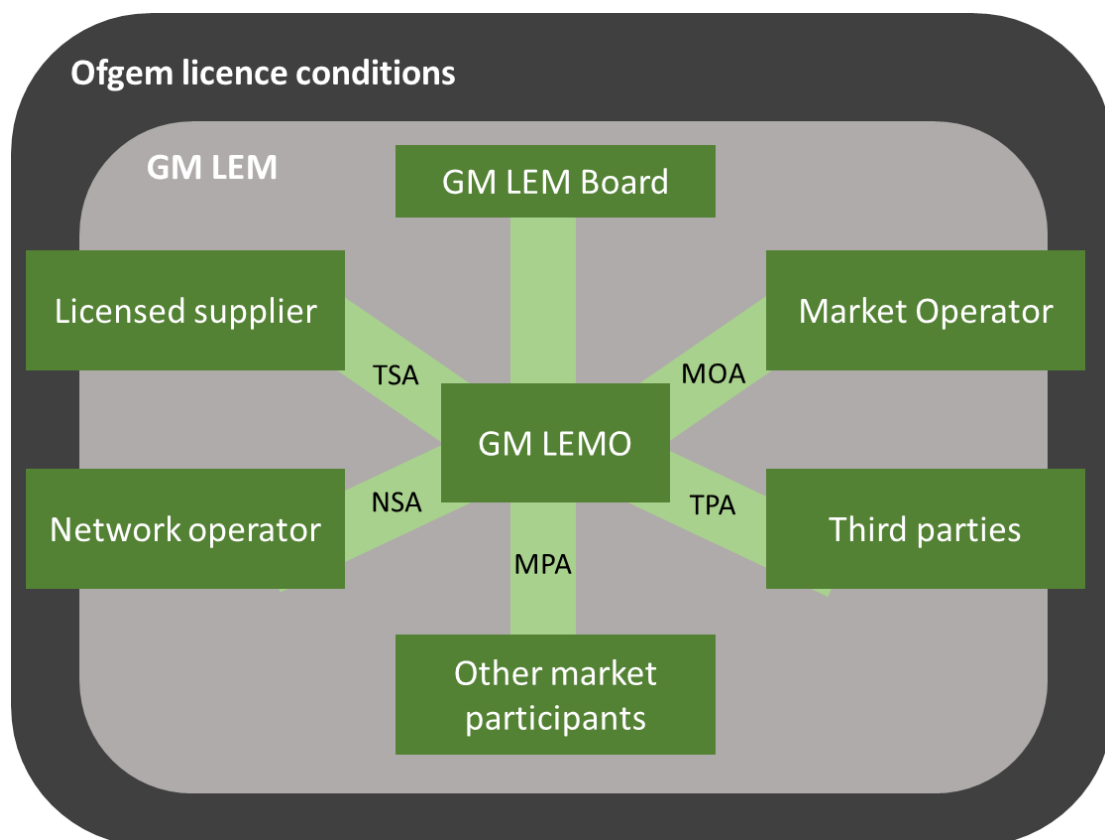 Ofgem licence conditions
GM LEM
GM LEM Board
Licensed supplier
Market Operator
TSA
MOA
GM LEMO
NSA
TPA
Network operator
Third parties
MPA
Other market
participants